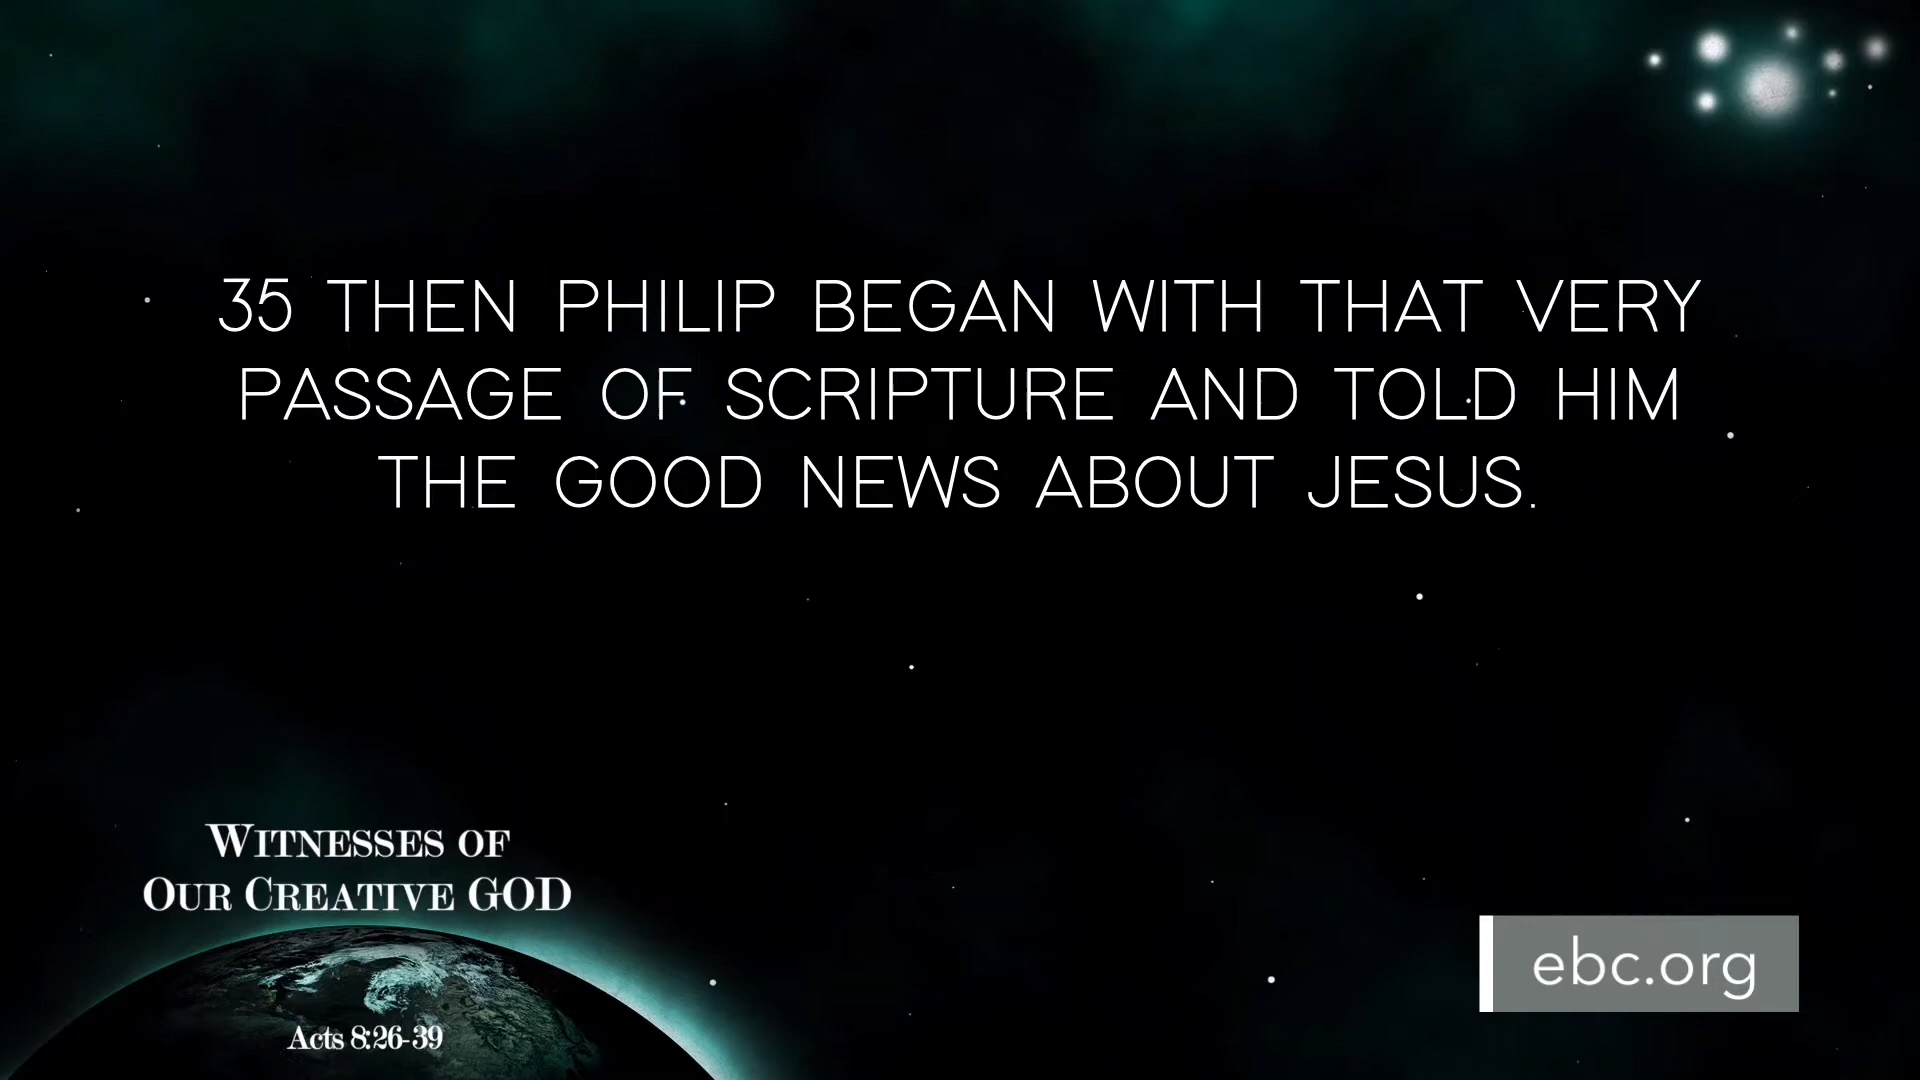 35 THEN PHILIP BEGAN WITH THAT VERY
PASSAGE OF SCRIPTURE AND TOLD HIM
THE GOOD NEWS ABOUT JESUS.
WITNESSES OF
OUR CREATIVE GOD
Acts 8:26-39
ebc.org